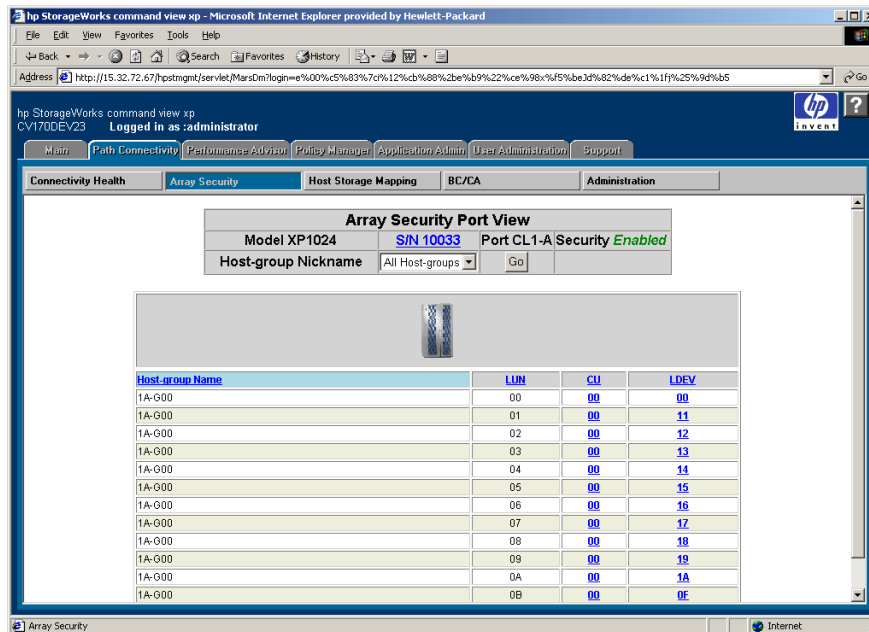 hp StorageWorks command view xp - Microsoft Internet Explorer provided by Hewlett-Packard
File Edit View Favorites Tools Help
Back Search Favorites History
Address http://15.32.72.67/hpstmgmt/servlet/MarsDm?login=e%00%c5%83%7ci%12%cb%88%2be%b9%22%ce%98x%f5%beJd%82%de%c1%1fj%25%9d%b5 Go
hp StorageWorks command view xp
CV170DEV23 Logged in as :administrator
hp
invent
?
Main Path Connectivity Performance Advisor Policy Manager Application Admin User Administration Support
Connectivity Health Array Security Host Storage Mapping BC/CA Administration
Array Security Port View
Model XP1024 S/N 10033 Port CL1-A Security Enabled
Host-group Nickname All Host-groups Go
Host-group Name LUN CU LDEV
1A-G00 00 00 00
1A-G00 01 00 11
1A-G00 02 00 12
1A-G00 03 00 13
1A-G00 04 00 14
1A-G00 05 00 15
1A-G00 06 00 16
1A-G00 07 00 17
1A-G00 08 00 18
1A-G00 09 00 19
1A-G00 0A 00 1A
1A-G00 0B 00 0F
Array Security Internet